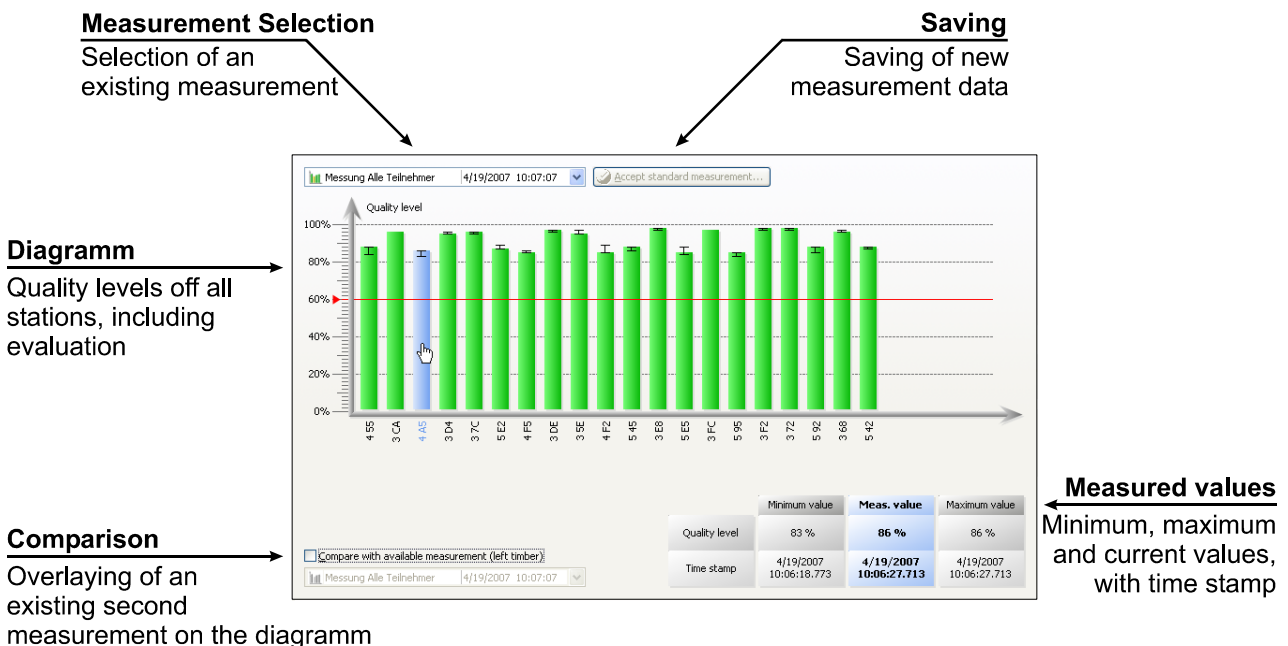 Measurement Selection
Selection of an
existing measurement
Saving
Saving of new
measurement data
Messung Alle Teilnehmer 4/19/2007 10:07:07
Accept standard measurement...
Diagramm
Quality levels off all
stations, including
evaluation
Quality level
100%
80%
60%
40%
20%
0%
4 55
3 CA
4 A5
3 D4
3 7C
5 E2
4 F5
3 DE
3 5E
4 F2
5 45
3 E8
5 E5
3 FC
5 95
3 F2
3 72
5 92
3 68
5 42
Minimum value Meas. value Maximum value
Quality level 83 % 86 % 86 %
Time stamp 4/19/2007 4/19/2007 4/19/2007
10:06:18.773 10:06:27.713 10:06:27.713
Measured values
Minimum, maximum
and current values,
with time stamp
Comparison
Overlaying of an
existing second
measurement on the diagramm
Compare with available measurement (left timber)
Messung Alle Teilnehmer 4/19/2007 10:07:07